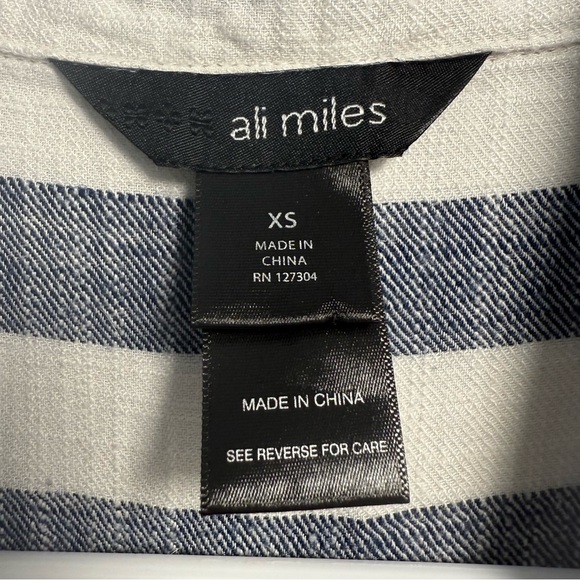 ali miles
XS
MADE IN
CHINA
RN 127304
MADE IN CHINA
SEE REVERSE FOR CARE